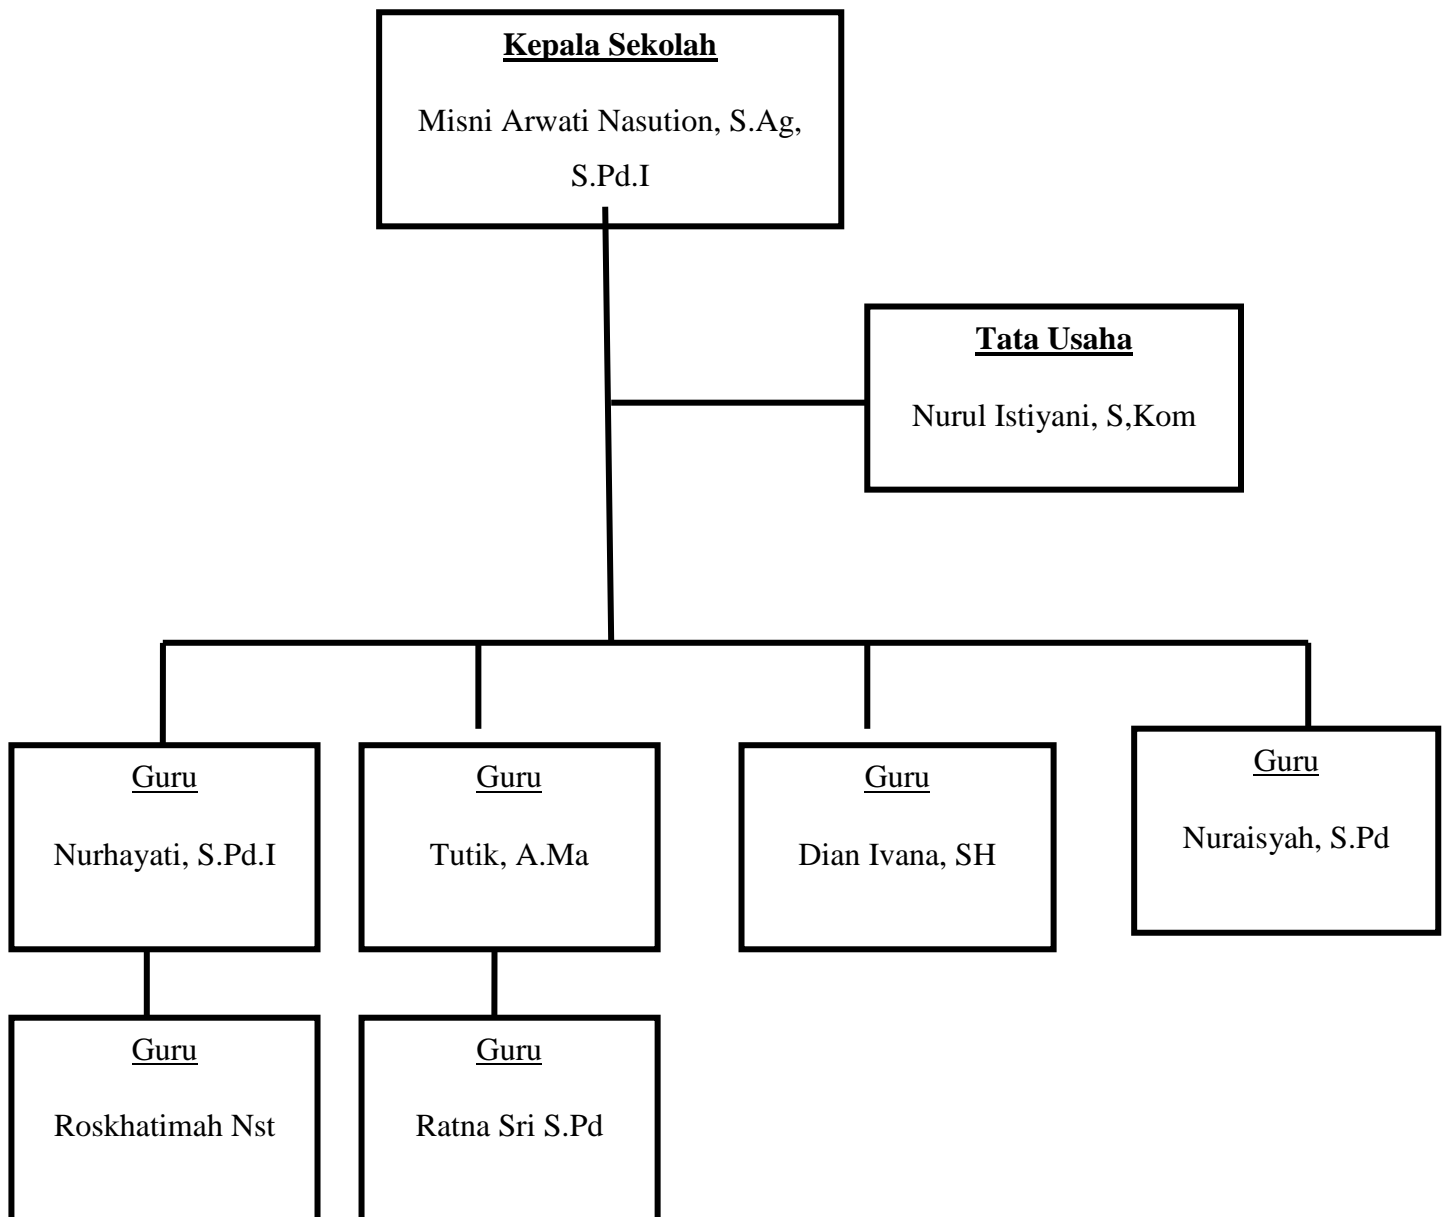 Kepala Sekolah
Misni Arwati Nasution, S.Ag,
S.Pd.I
Tata Usaha
Nurul Istiyani, S,Kom
Guru
Nurhayati, S.Pd.I
Guru
Tutik, A.Ma
Guru
Dian Ivana, SH
Guru
Nuraisyah, S.Pd
Guru
Roskhatimah Nst
Guru
Ratna Sri S.Pd